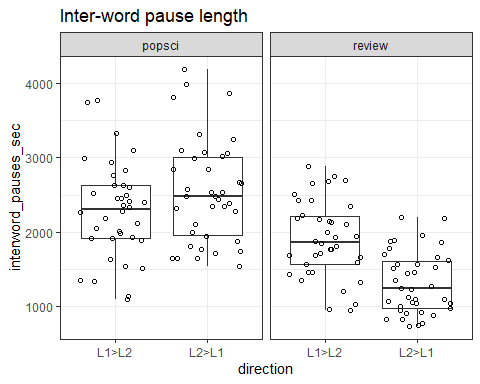 Inter-word pause length
popsci
review
interword_pauses_sec
4000
3000
2000
1000
L1>L2
L2>L1
L1>L2
L2>L1
direction